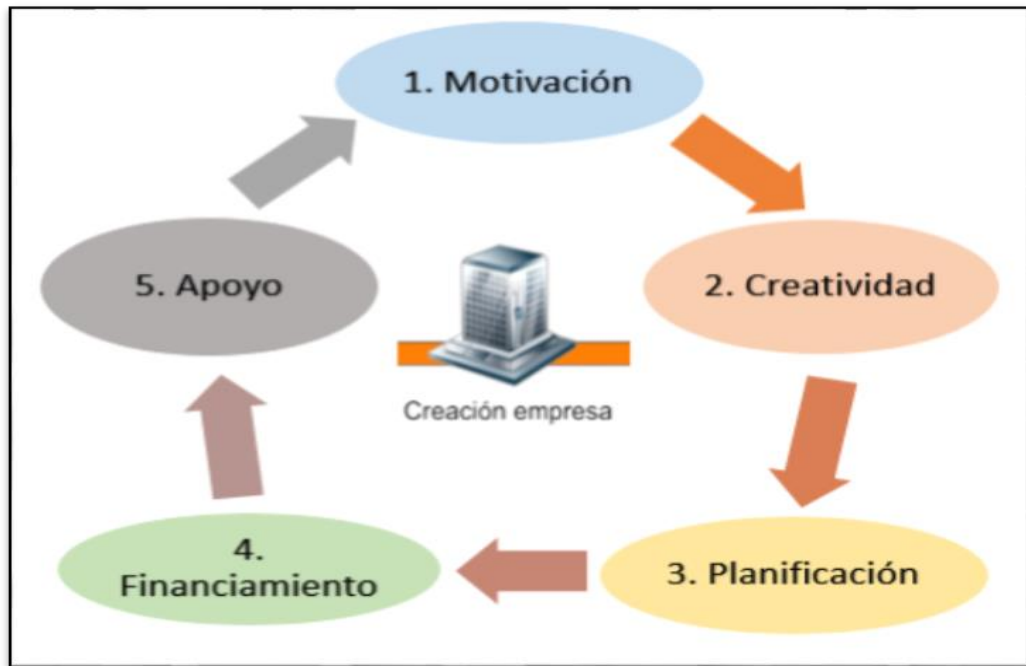 1. Motivación
2. Creatividad
3. Planificación
4.
Financiamiento
5. Apoyo
Creación empresa